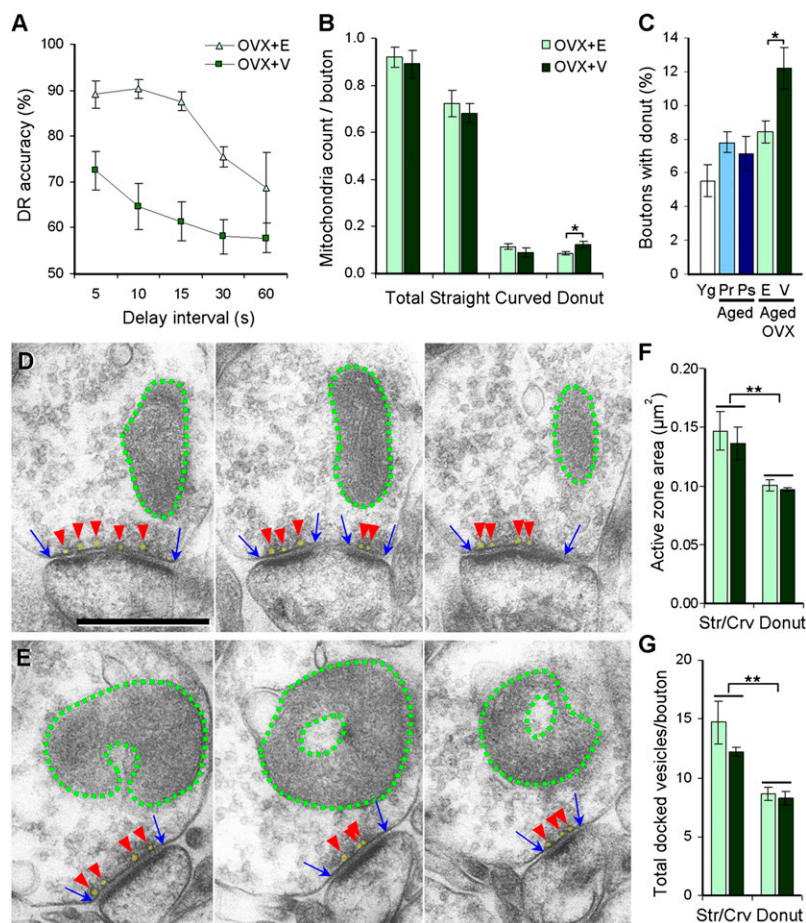 A
OVX+E
OVX+V
DR accuracy (%)
100
90
80
70
60
50
5 10 15 30 60
Delay interval (s)
B
OVX+E
OVX+V
Mitochondria count / bouton
1.0
0.8
0.6
0.4
0.2
0.0
*
Total Straight Curved Donut
C
Boutons with donut (%)
14
12
10
8
6
4
2
0
*
Yg Pr Ps E V
Aged Aged
OVX
D
E
F
Active zone area (µm²)
0.20
0.15
0.10
0.05
0.00
**
Str/Crv Donut
G
Total docked vesicles/bouton
20
15
10
5
0
**
Str/Crv Donut